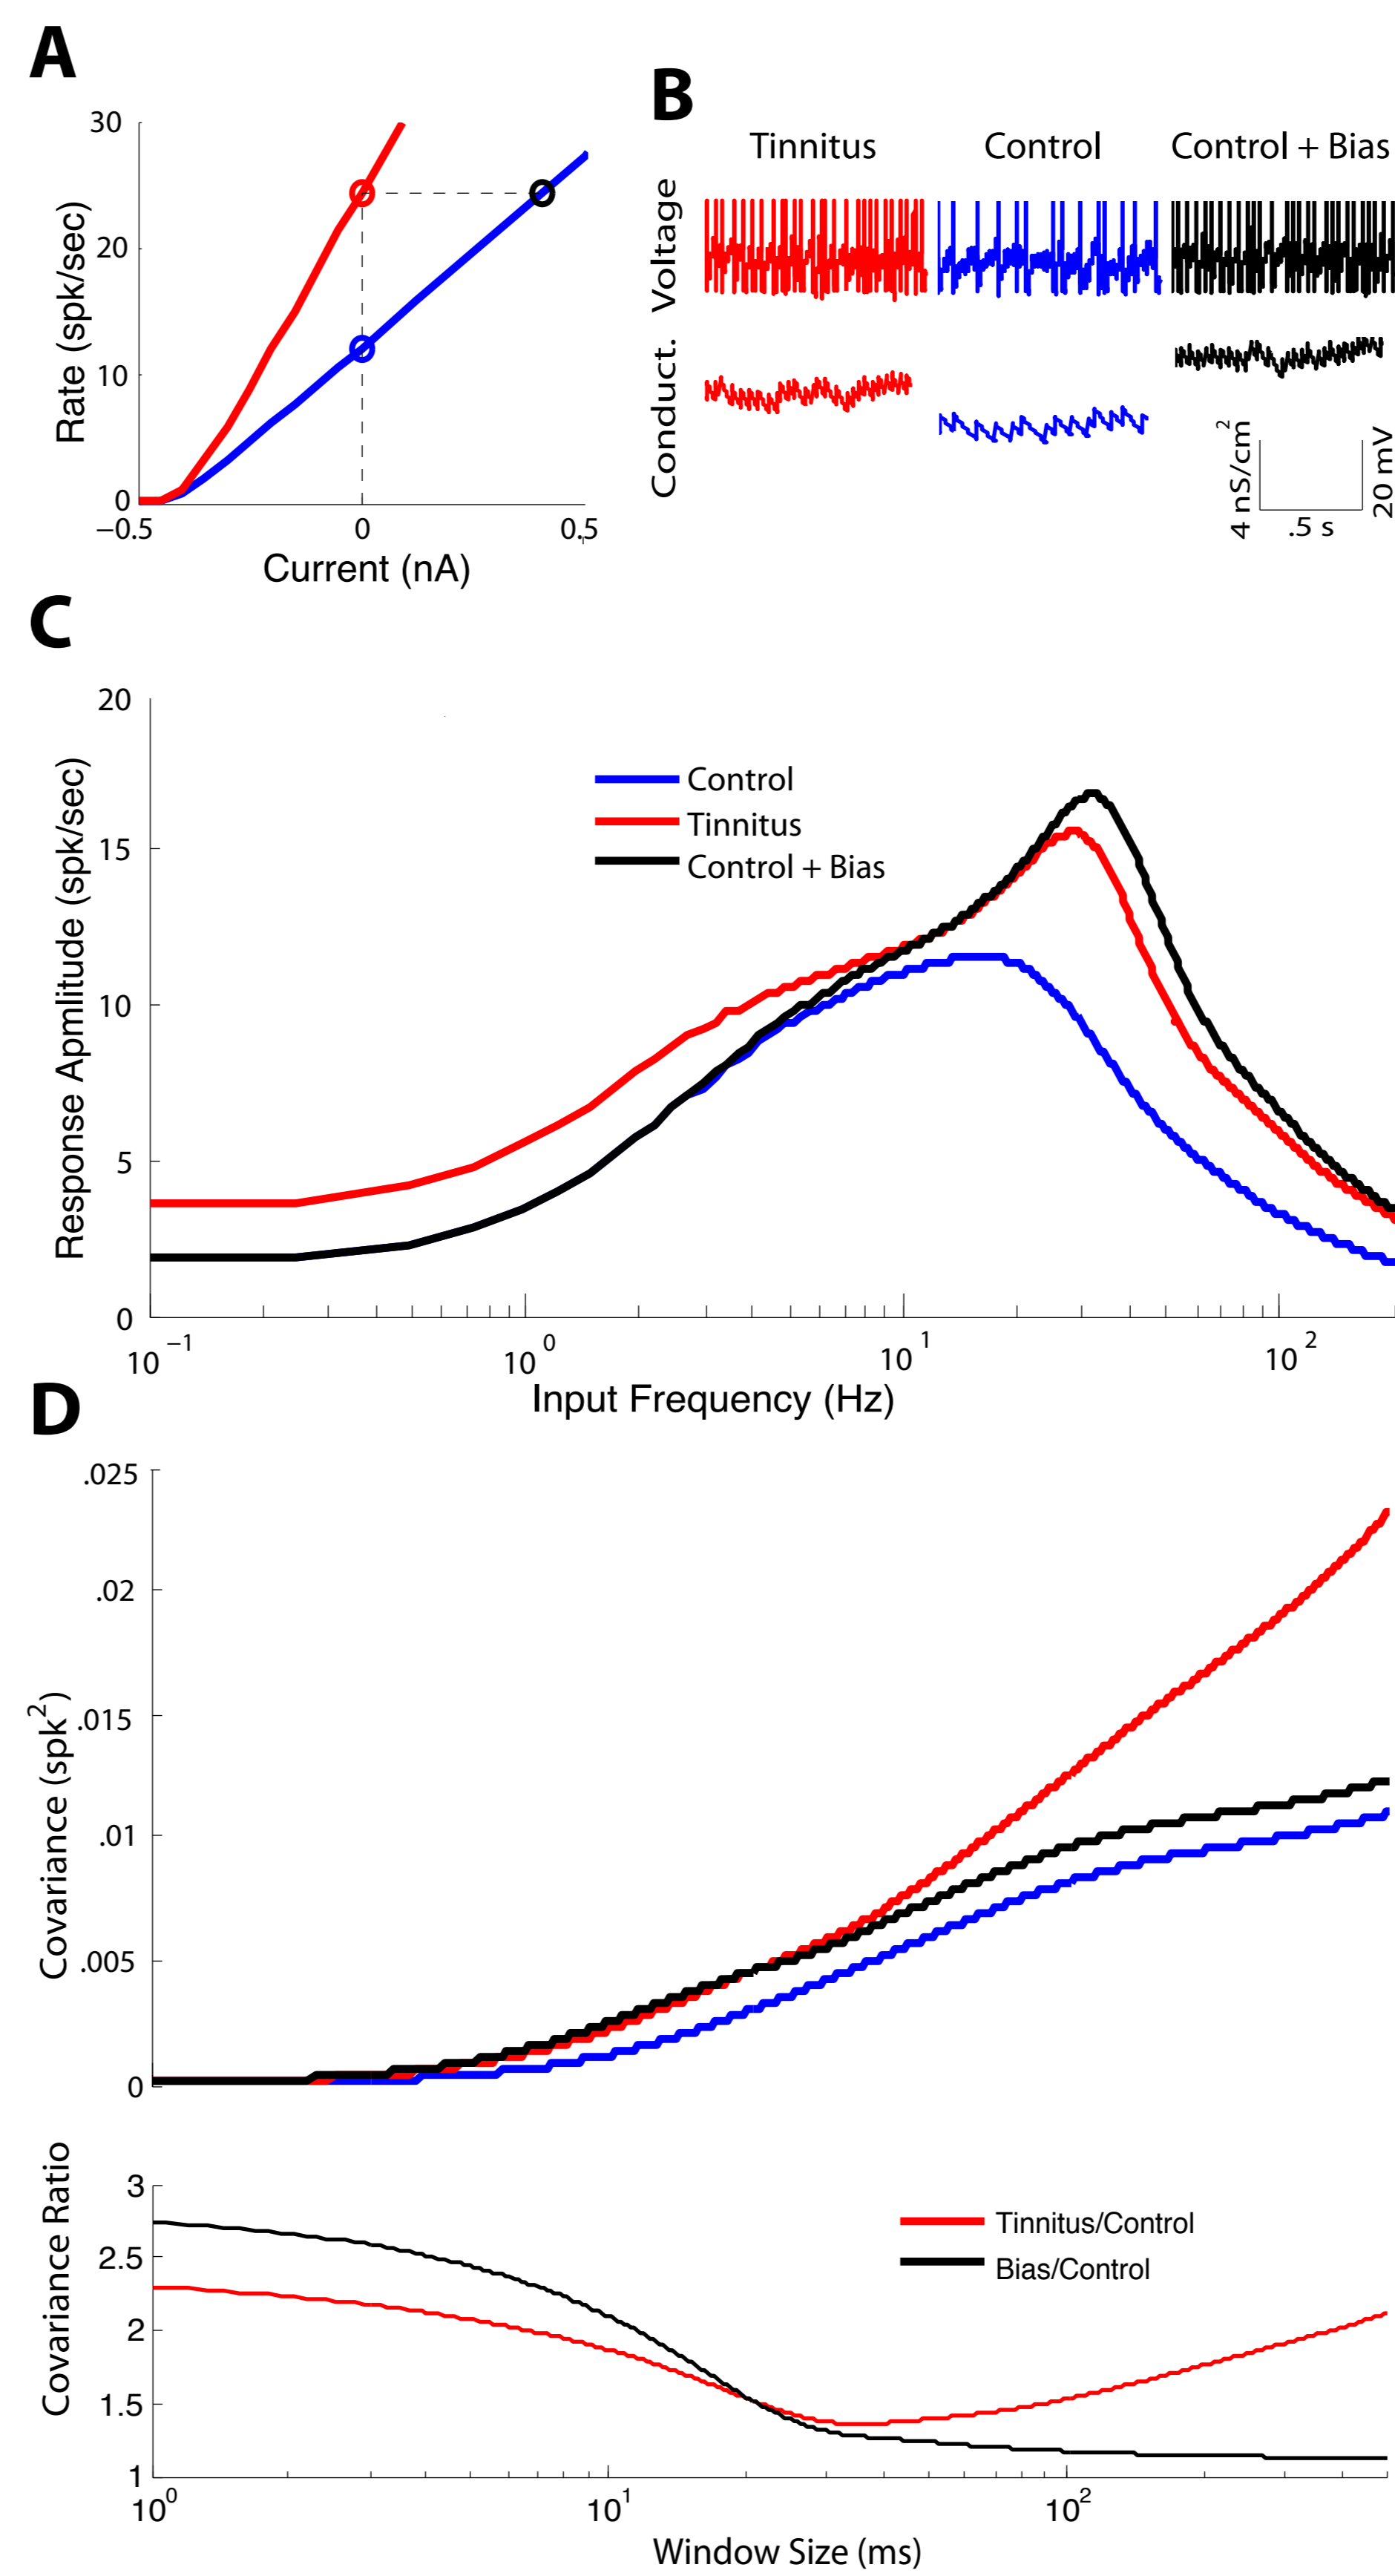 A
30
20
10
0
−0.5
0
0.5
Rate (spk/sec)
Current (nA)
B
Tinnitus
Control
Control + Bias
Voltage
Conduct.
4 nS/cm²
.5 s
20 mV
C
20
15
10
5
0
Response Apmlitude (spk/sec)
Control
Tinnitus
Control + Bias
10⁻¹
10⁰
10¹
10²
Input Frequency (Hz)
D
.025
.02
.015
.01
.005
0
Covariance (spk²)
3
2.5
2
1.5
1
Covariance Ratio
Tinnitus/Control
Bias/Control
10⁰
10¹
10²
Window Size (ms)